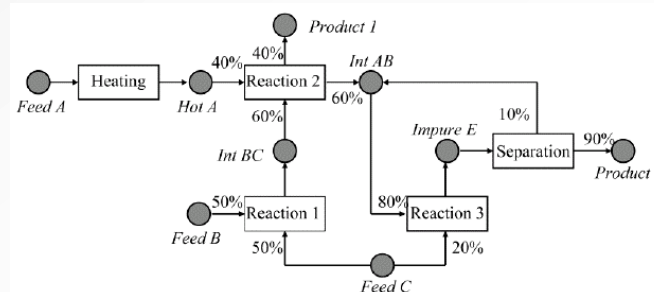 Product 1
40%
40%
Int AB
Heating
Reaction 2
60%
Feed A
Hot A
10%
60%
Impure E
90%
Int BC
Separation
Product
50%
Reaction 1
80%
Reaction 3
Feed B
50%
20%
Feed C